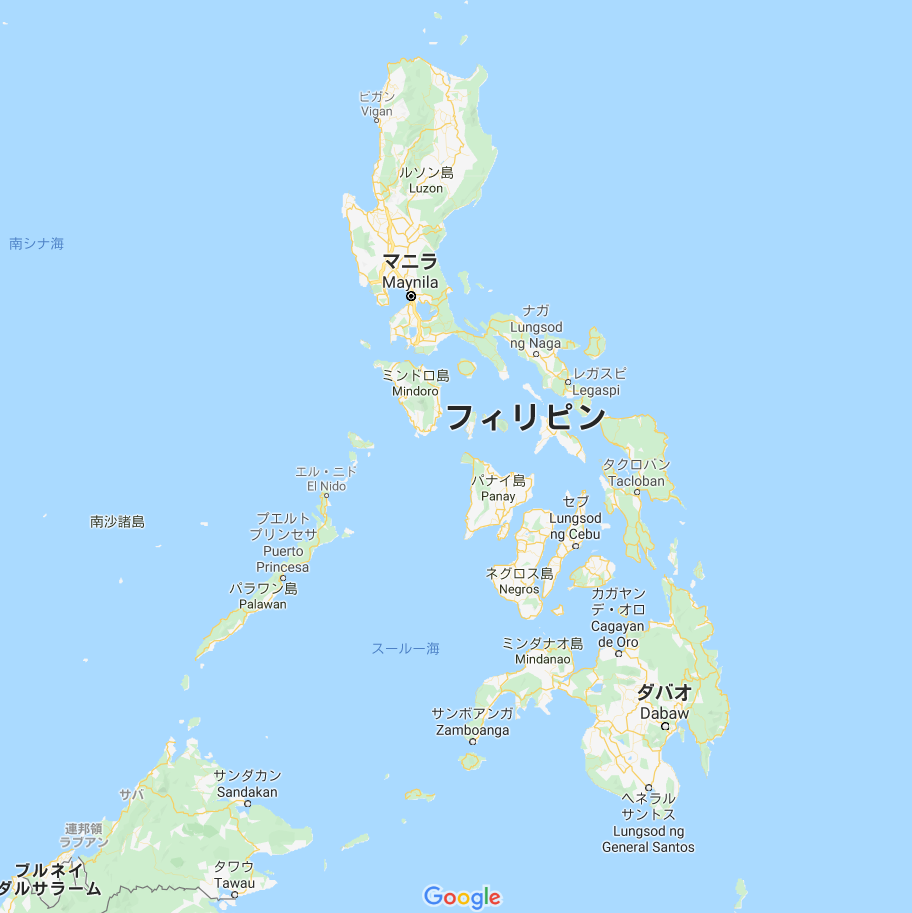 ビガン
Vigan
ルソン島
Luzon
南シナ海
マニラ
Maynila
ナガ
Lungsod
ng Naga
レガスピ
Legaspi
ミンドロ島
Mindoro
フィリピン
タクロバン
Tacloban
エル・ニド
El Nido
パナイ島
Panay
セブ
Lungsod
ng Cebu
南沙諸島
プエルト
プリンセサ
Puerto
Princesa
パラワン島
Palawan
ネグロス島
Negros
カガヤン
デ・オロ
Cagayan
de Oro
スールー海
ミンダナオ島
Mindanao
ダバオ
Dabaw
サンボアンガ
Zamboanga
サンダカン
Sandakan
サバ
ヘネラル
サントス
Lungsod ng
General Santos
連邦領
ラブアン
ブルネイ
ダルサラーム
タワウ
Tawau
Google